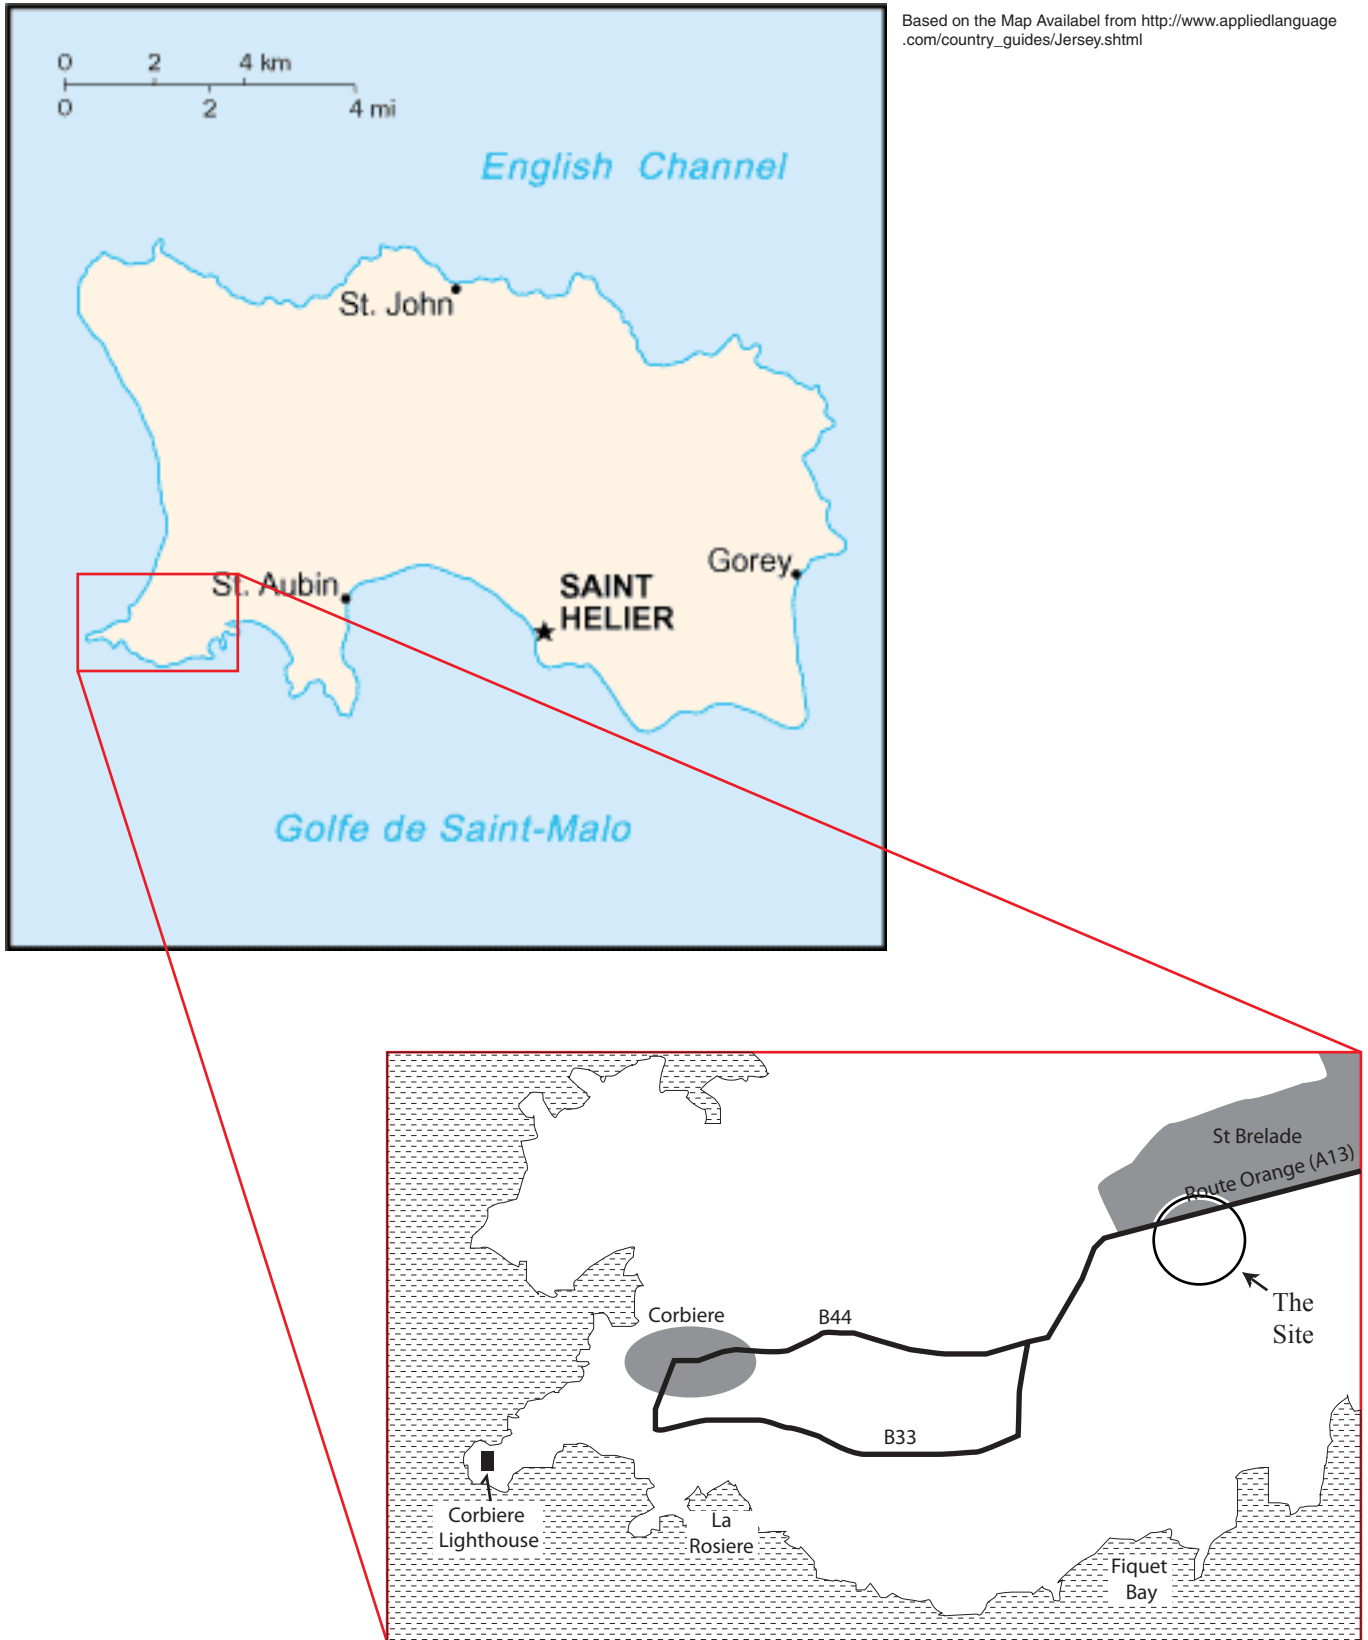 Based on the Map Availabel from http://www.appliedlanguage
.com/country_guides/Jersey.shtml
0 2 4 km
0 2 4 mi
English Channel
St. John
Gorey
St. Aubin
SAINT
HELIER
Golfe de Saint-Malo
St Brelade
Route Orange (A13)
The
Site
Corbiere
B44
B33
Corbiere
Lighthouse
La
Rosiere
Fiquet
Bay